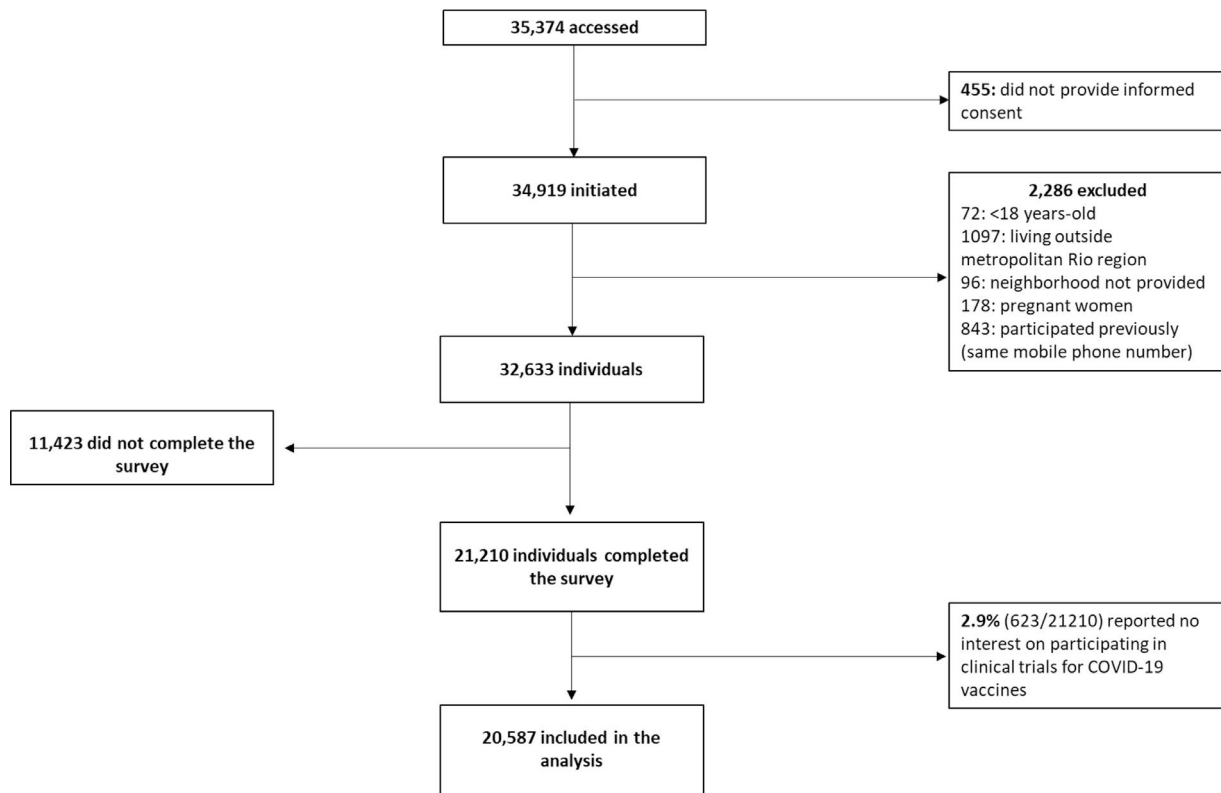 35,374 accessed
455: did not provide informed
consent
34,919 initiated
2,286 excluded
72: <18 years-old
1097: living outside
metropolitan Rio region
96: neighborhood not provided
178: pregnant women
843: participated previously
(same mobile phone number)
32,633 individuals
11,423 did not complete the
survey
21,210 individuals completed
the survey
2.9% (623/21210) reported no
interest on participating in
clinical trials for COVID-19
vaccines
20,587 included in the
analysis